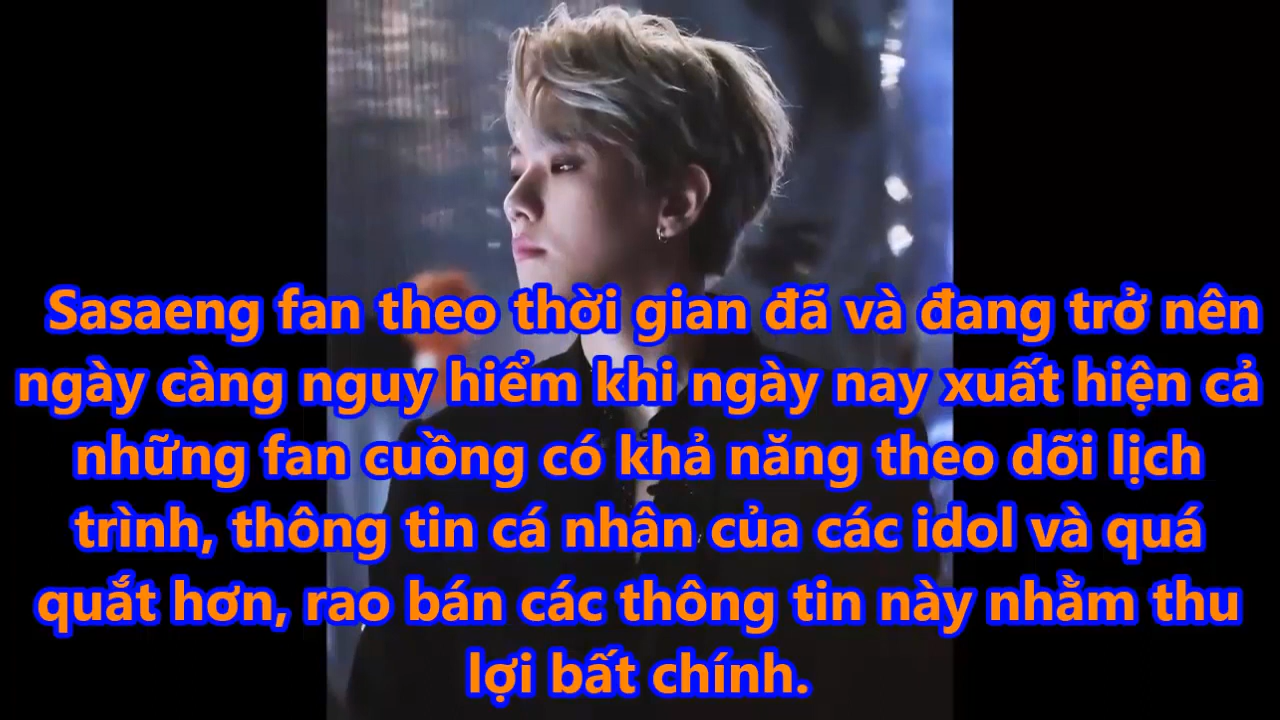 Sasaeng fan theo thời gian đã và đang trở nên
ngày càng nguy hiểm khi ngày nay xuất hiện cả
những fan cuồng có khả năng theo dõi lịch
trình, thông tin cá nhân của các idol và quá
quắt hơn, rao bán các thông tin này nhằm thu
lợi bất chính.